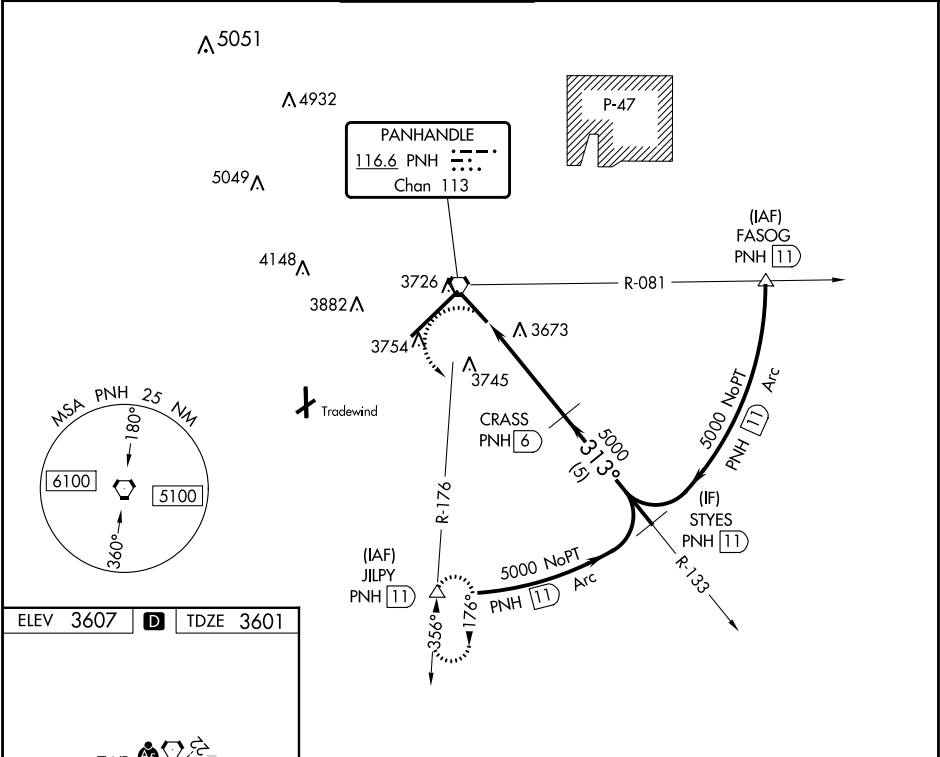 5051
4932
P-47
PANHANDLE
116.6 PNH
Chan 113
5049
(IAF)
FASOG
PNH 11
4148
3726
R-081
3882
3673
3754
3745
Tradewind
CRASS
PNH 6
5000
313°
(5)
5000 NoPT
PNH 11 Arc
MSA PNH 25 NM
180°
6100
5100
360°
R-176
(IF)
STYES
PNH 11
R-133
(IAF)
JILPY
PNH 11
5000 NoPT
PNH 11 Arc
356°
176°
ELEV 3607 D TDZE 3601
22